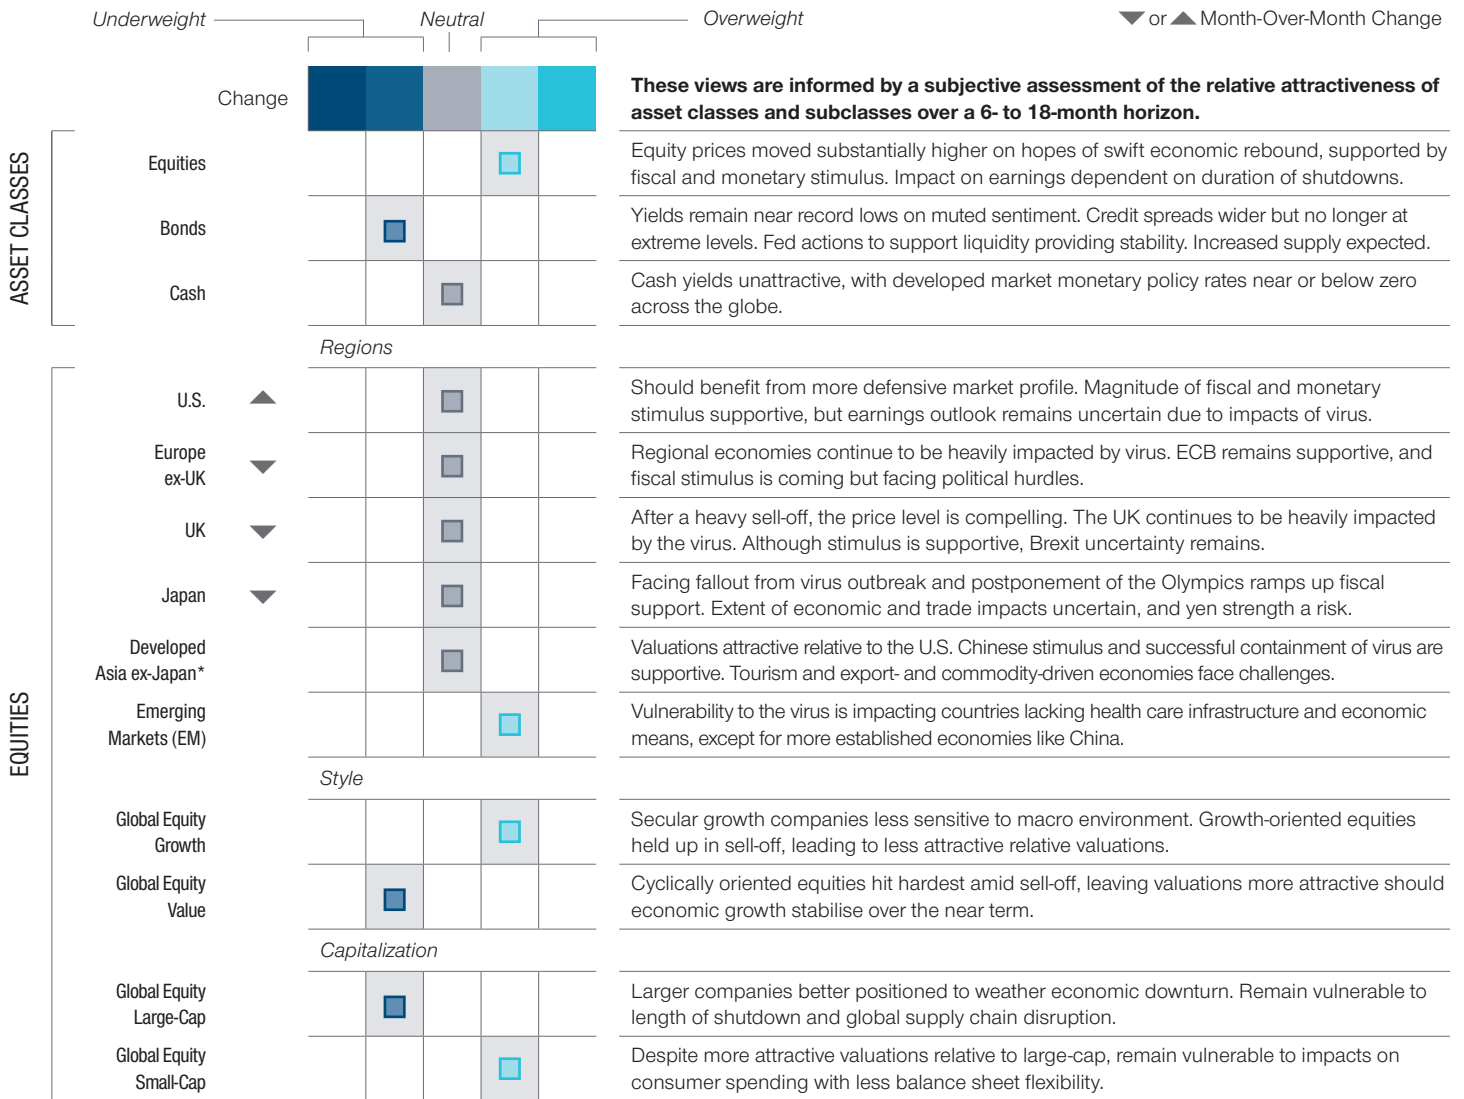 Underweight
Neutral
Overweight
▼ or ▲ Month-Over-Month Change
Change
These views are informed by a subjective assessment of the relative attractiveness of
asset classes and subclasses over a 6- to 18-month horizon.
ASSET CLASSES
Equities
Equity prices moved substantially higher on hopes of swift economic rebound, supported by
fiscal and monetary stimulus. Impact on earnings dependent on duration of shutdowns.
Bonds
Yields remain near record lows on muted sentiment. Credit spreads wider but no longer at
extreme levels. Fed actions to support liquidity providing stability. Increased supply expected.
Cash
Cash yields unattractive, with developed market monetary policy rates near or below zero
across the globe.
EQUITIES
Regions
U.S.
Should benefit from more defensive market profile. Magnitude of fiscal and monetary
stimulus supportive, but earnings outlook remains uncertain due to impacts of virus.
Europe
ex-UK
Regional economies continue to be heavily impacted by virus. ECB remains supportive, and
fiscal stimulus is coming but facing political hurdles.
UK
After a heavy sell-off, the price level is compelling. The UK continues to be heavily impacted
by the virus. Although stimulus is supportive, Brexit uncertainty remains.
Japan
Facing fallout from virus outbreak and postponement of the Olympics ramps up fiscal
support. Extent of economic and trade impacts uncertain, and yen strength a risk.
Developed
Asia ex-Japan*
Valuations attractive relative to the U.S. Chinese stimulus and successful containment of virus are
supportive. Tourism and export- and commodity-driven economies face challenges.
Emerging
Markets (EM)
Vulnerability to the virus is impacting countries lacking health care infrastructure and economic
means, except for more established economies like China.
Style
Global Equity
Growth
Secular growth companies less sensitive to macro environment. Growth-oriented equities
held up in sell-off, leading to less attractive relative valuations.
Global Equity
Value
Cyclically oriented equities hit hardest amid sell-off, leaving valuations more attractive should
economic growth stabilise over the near term.
Capitalization
Global Equity
Large-Cap
Larger companies better positioned to weather economic downturn. Remain vulnerable to
length of shutdown and global supply chain disruption.
Global Equity
Small-Cap
Despite more attractive valuations relative to large-cap, remain vulnerable to impacts on
consumer spending with less balance sheet flexibility.